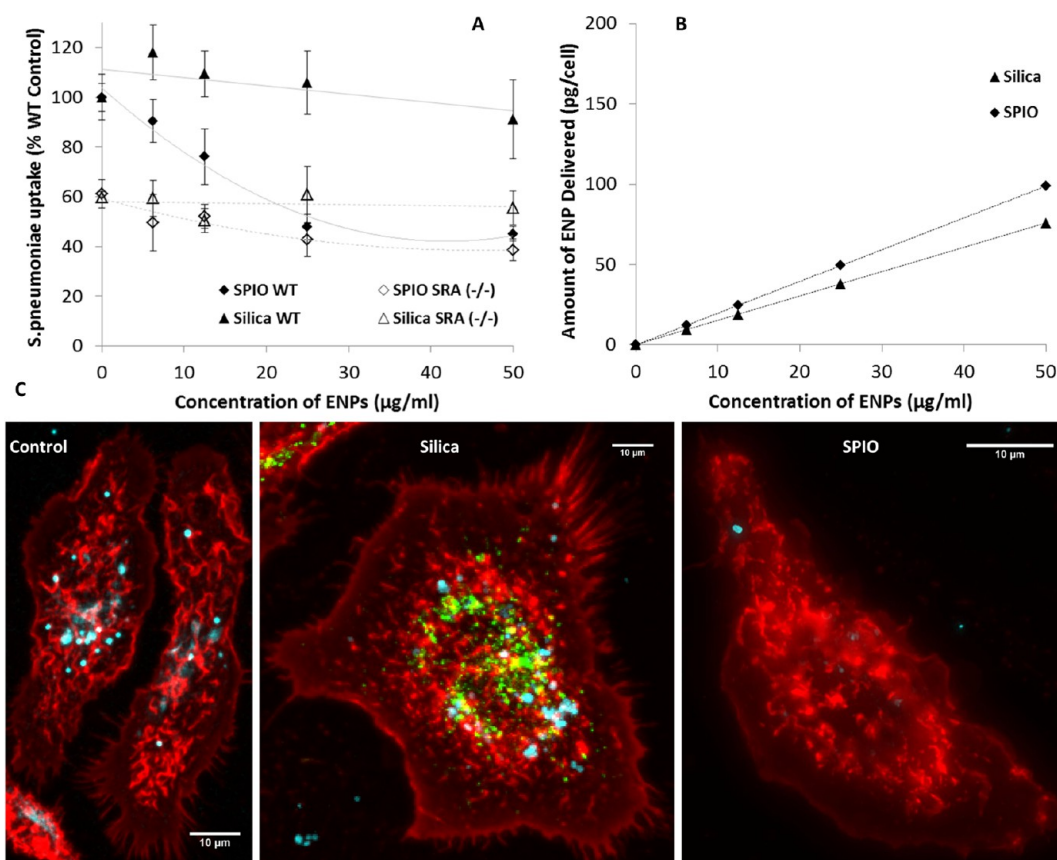 A
S.pneumoniae uptake (% WT Control)
120
100
80
60
40
20
0
SPIO WT
SPIO SRA (-/-)
Silica WT
Silica SRA (-/-)
0 10 20 30 40 50
Concentration of ENPs (µg/ml)
B
Amount of ENP Delivered (pg/cell)
200
150
100
50
0
Silica
SPIO
0 10 20 30 40 50
Concentration of ENPs (µg/ml)
C
Control
10 µm
Silica
10 µm
SPIO
10 µm